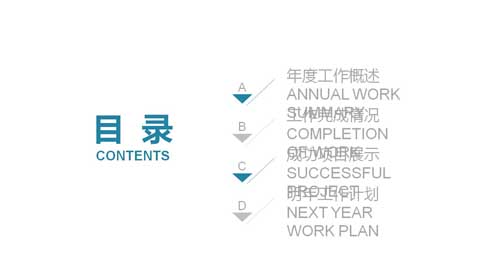 目 录
CONTENTS
A
年度工作概述
ANNUAL WORK
SUMMARY
B
工作完成情况
COMPLETION
OF WORK
C
成功项目展示
SUCCESSFUL
PROJECT
D
明年工作计划
NEXT YEAR
WORK PLAN